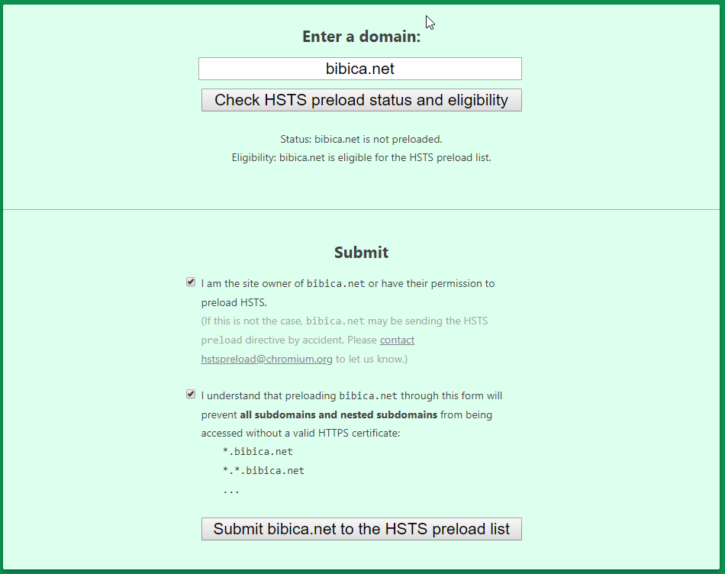 Enter a domain:
bibica.net
Check HSTS preload status and eligibility
Status: bibica.net is not preloaded.
Eligibility: bibica.net is eligible for the HSTS preload list.
Submit
I am the site owner of bibica.net or have their permission to
preload HSTS.
(If this is not the case, bibica.net may be sending the HSTS
preload directive by accident. Please contact
hstspreload@chromium.org to let us know.)
I understand that preloading bibica.net through this form will
prevent all subdomains and nested subdomains from being
accessed without a valid HTTPS certificate:
*.bibica.net
*.*.bibica.net
...
Submit bibica.net to the HSTS preload list